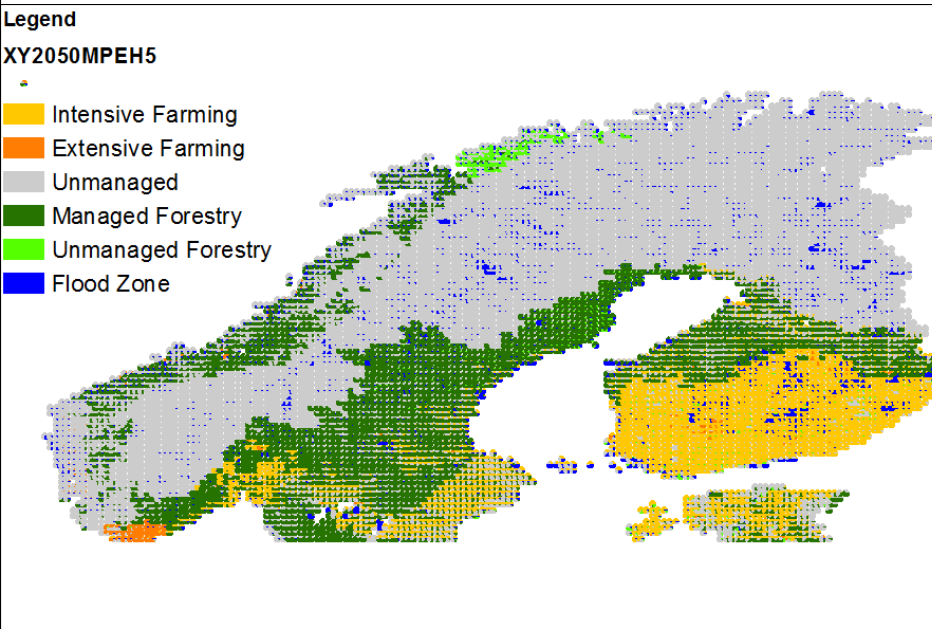 Legend
XY2050MPEH5
Intensive Farming
Extensive Farming
Unmanaged
Managed Forestry
Unmanaged Forestry
Flood Zone